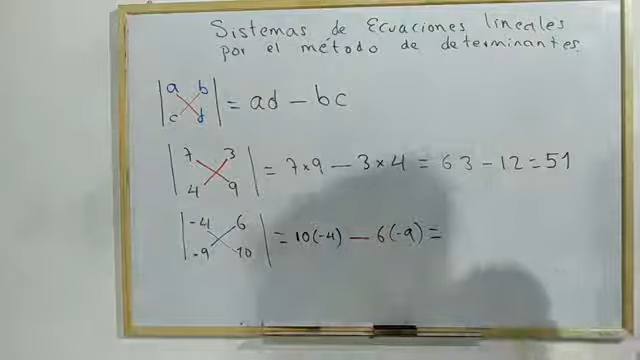 Sistemas de Ecuaciones lineales
por el método de determinantes
|a b| = ad - bc
|c d|
|7 3| = 7×9 - 3×4 = 63 - 12 = 51
|4 9|
|-4 6| = 10(-4) - 6(-9) =
|-9 10|